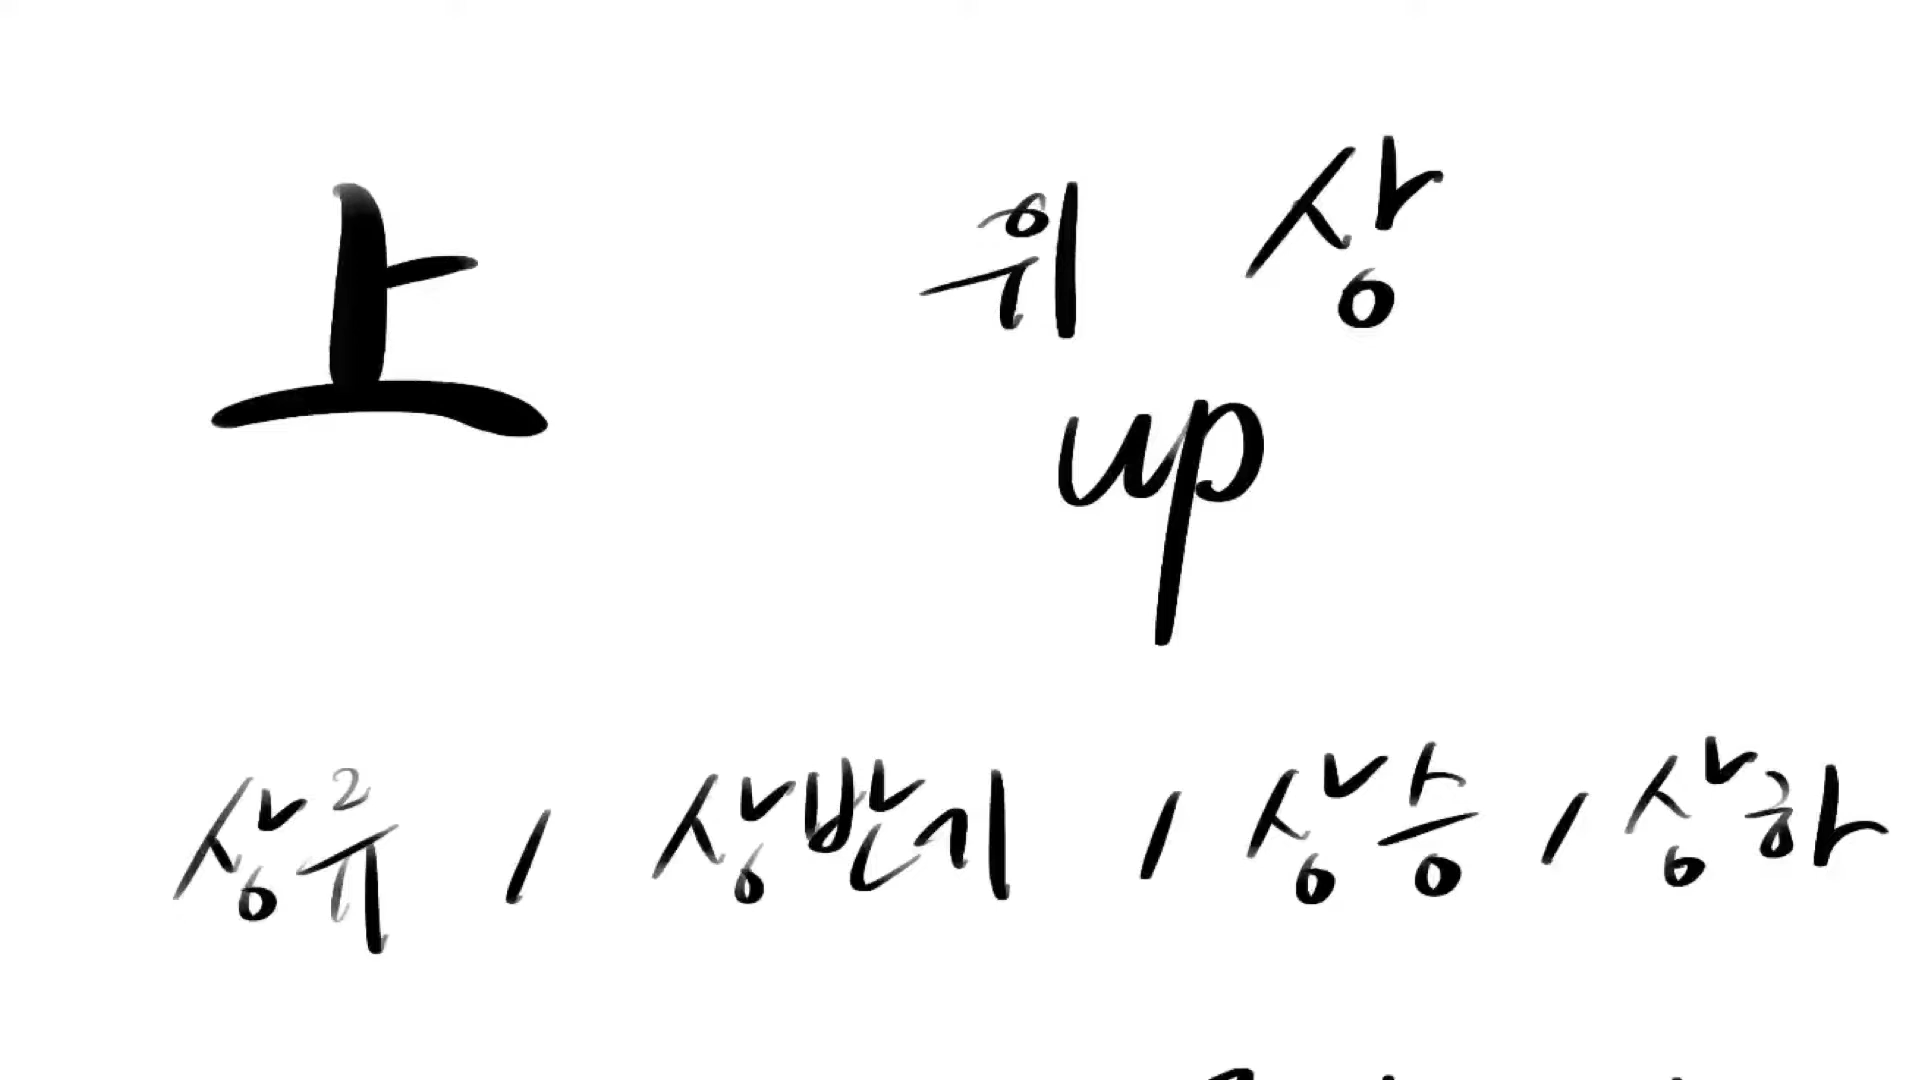 上 위 상
up
상류 / 상반기 / 상승 / 상하